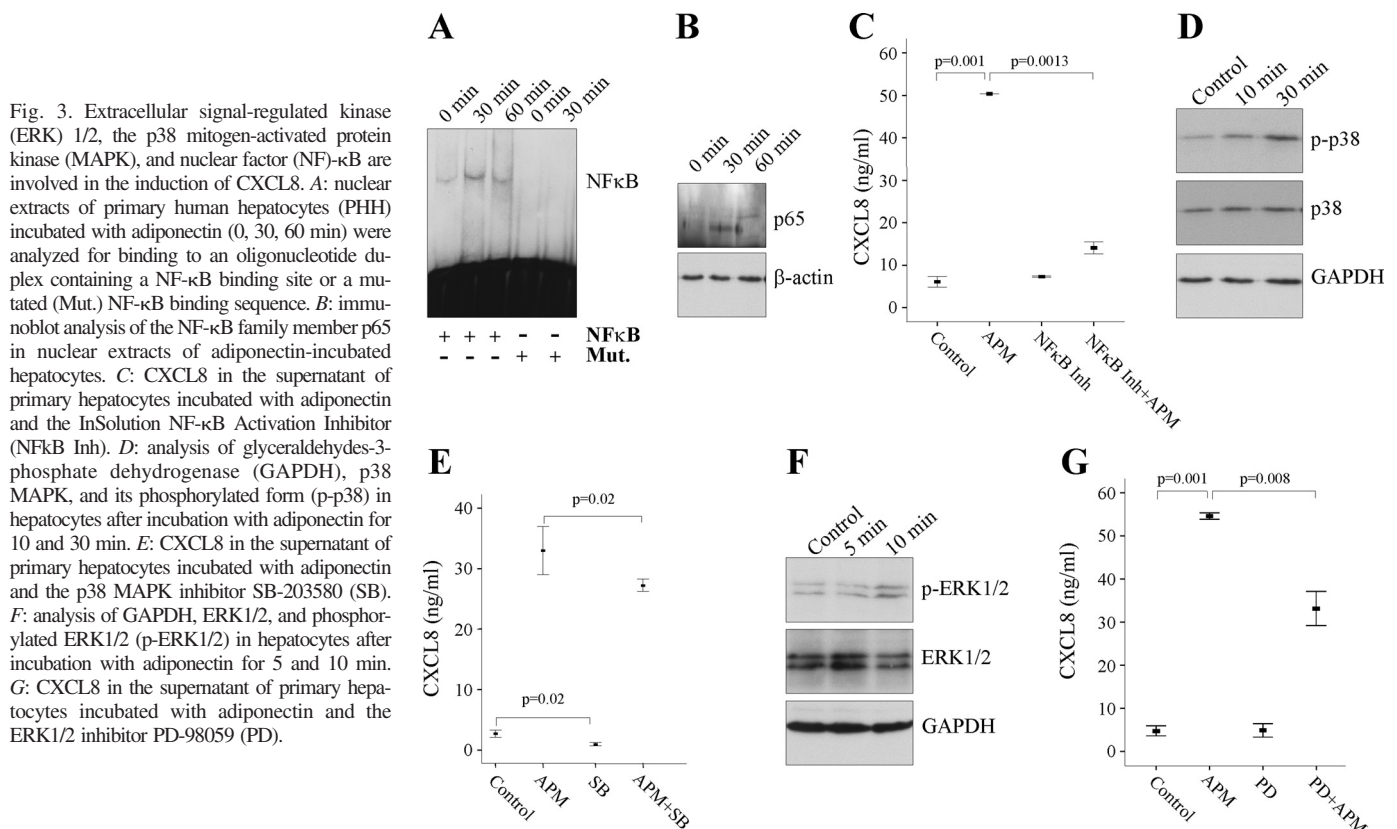 Fig. 3. Extracellular signal-regulated kinase
(ERK) 1/2, the p38 mitogen-activated protein
kinase (MAPK), and nuclear factor (NF)-κB are
involved in the induction of CXCL8. A: nuclear
extracts of primary human hepatocytes (PHH)
incubated with adiponectin (0, 30, 60 min) were
analyzed for binding to an oligonucleotide du-
plex containing a NF-κB binding site or a mu-
tated (Mut.) NF-κB binding sequence. B: immu-
noblot analysis of the NF-κB family member p65
in nuclear extracts of adiponectin-incubated
hepatocytes. C: CXCL8 in the supernatant of
primary hepatocytes incubated with adiponectin
and the InSolution NF-κB Activation Inhibitor
(NFkB Inh). D: analysis of glyceraldehydes-3-
phosphate dehydrogenase (GAPDH), p38
MAPK, and its phosphorylated form (p-p38) in
hepatocytes after incubation with adiponectin for
10 and 30 min. E: CXCL8 in the supernatant of
primary hepatocytes incubated with adiponectin
and the p38 MAPK inhibitor SB-203580 (SB).
F: analysis of GAPDH, ERK1/2, and phosphor-
ylated ERK1/2 (p-ERK1/2) in hepatocytes after
incubation with adiponectin for 5 and 10 min.
G: CXCL8 in the supernatant of primary hepa-
tocytes incubated with adiponectin and the
ERK1/2 inhibitor PD-98059 (PD).
A
0 min 30 min 60 min 0 min 30 min
NFκB
+ + + - - NFκB
- - - + + Mut.
B
0 min 30 min 60 min
p65
β-actin
C
CXCL8 (ng/ml)
60
50
40
30
20
10
0
p=0.001 p=0.0013
Control APM NFκB Inh NFκB Inh+APM
D
Control 10 min 30 min
p-p38
p38
GAPDH
E
CXCL8 (ng/ml)
40
30
20
10
0
p=0.02
p=0.02
Control APM SB APM+SB
F
Control 5 min 10 min
p-ERK1/2
ERK1/2
GAPDH
G
CXCL8 (ng/ml)
60
50
40
30
20
10
0
p=0.001 p=0.008
Control APM PD PD+APM